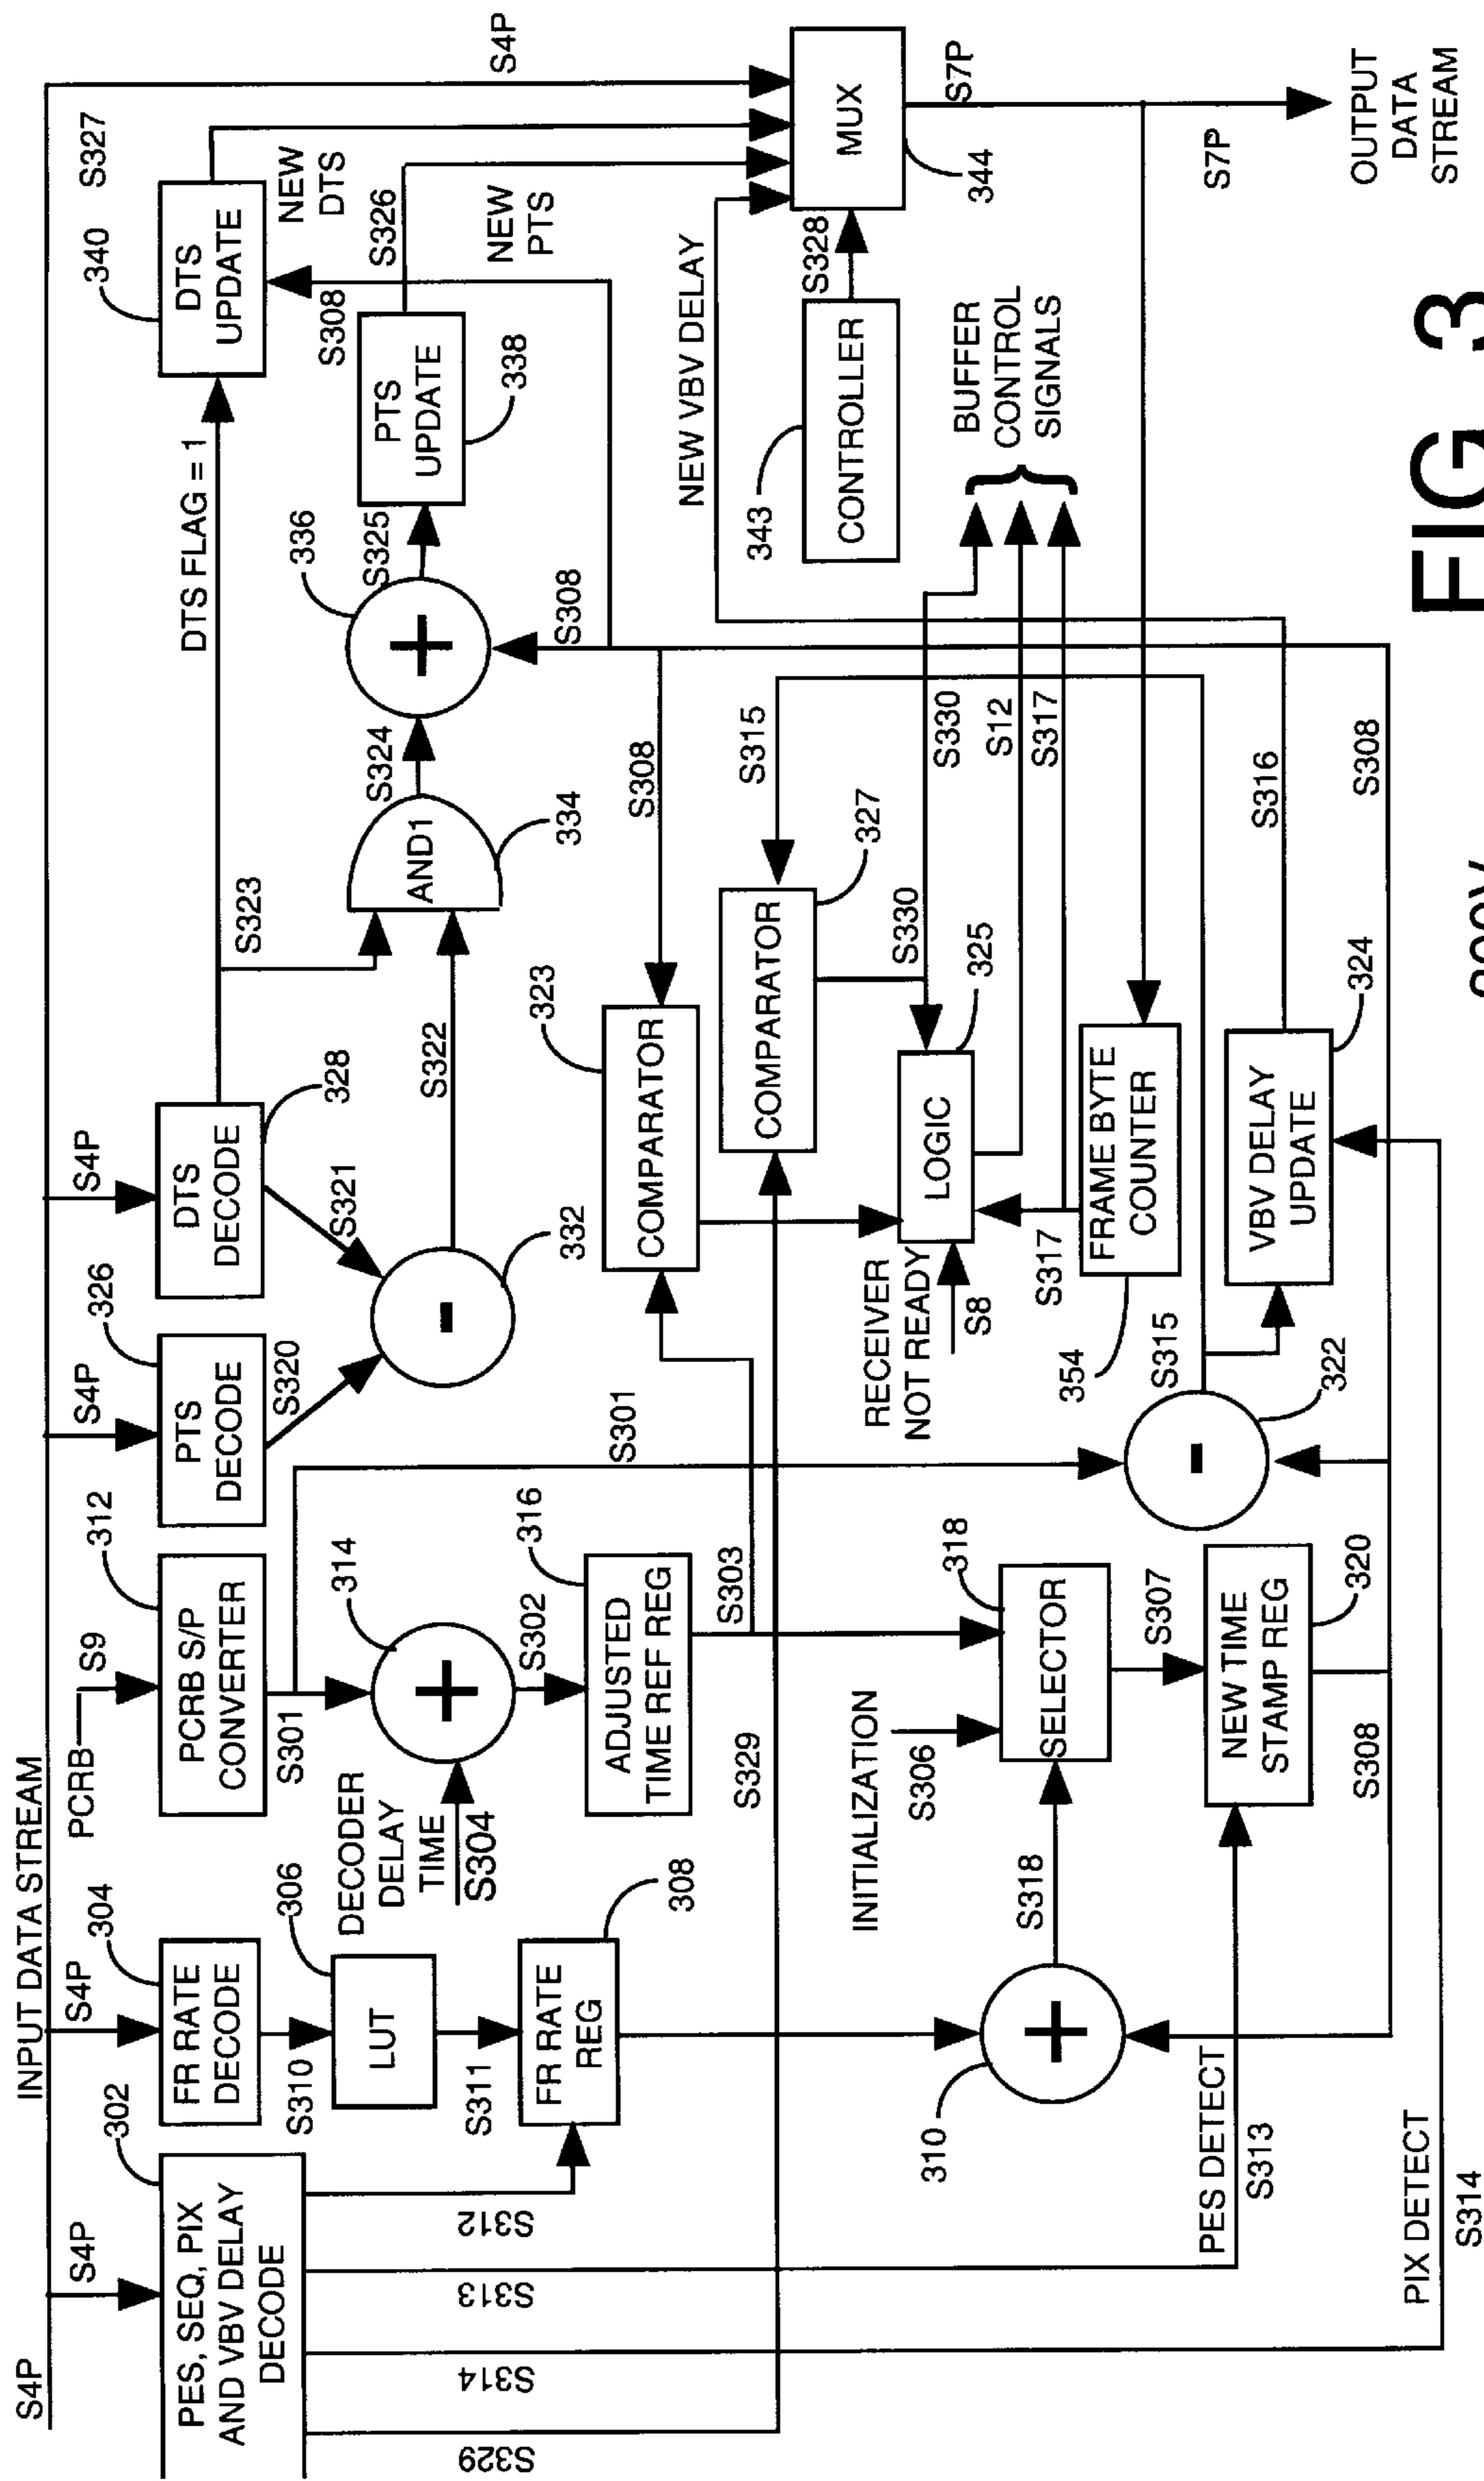 INPUT DATA STREAM
S4P
S4P
302
PES, SEQ, PIX
AND VBV DELAY
DECODE
S329
S314
S313
S312
S4P
304
FR RATE
DECODE
S310
306
LUT
S311
308
FR RATE
REG
PCRB
S9
312
PCRB S/P
CONVERTER
S301
S301
314
+
DECODER
DELAY
TIME
S304
S302
316
ADJUSTED
TIME REF REG
S303
S329
S4P
326
PTS
DECODE
S320
S4P
328
DTS
DECODE
S321
-
332
S322
S323
DTS FLAG = 1
AND1
334
S324
336
+
S325
S308
PTS
UPDATE
338
S308
340
DTS
UPDATE
S327
NEW
DTS
S326
NEW
PTS
S4P
323
COMPARATOR
S308
COMPARATOR
327
S315
S330
S330
S12
S317
LOGIC
325
RECEIVER
NOT READY
S8
S317
FRAME BYTE
COUNTER
354
BUFFER
CONTROL
SIGNALS
343
CONTROLLER
S328
NEW VBV DELAY
MUX
344
S7P
S7P
OUTPUT
DATA
STREAM
INITIALIZATION
S306
318
SELECTOR
S318
S307
310
+
NEW TIME
STAMP REG
320
S308
PES DETECT
S313
PIX DETECT
S314
-
322
S315
VBV DELAY
UPDATE
324
S316
S308
FIG 3